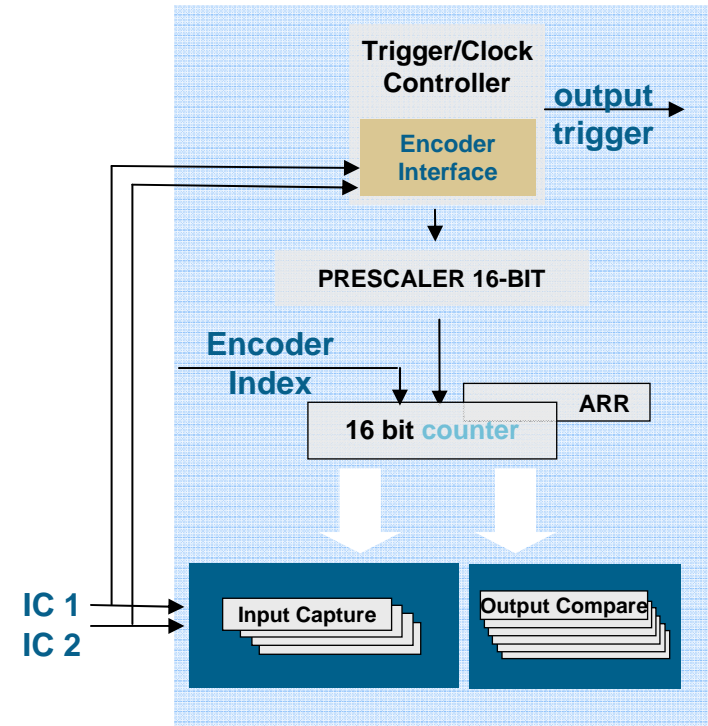 Trigger/Clock
Controller
output
trigger
Encoder
Interface
PRESCALER 16-BIT
Encoder
Index
ARR
16 bit counter
IC 1
IC 2
Input Capture
Output Compare